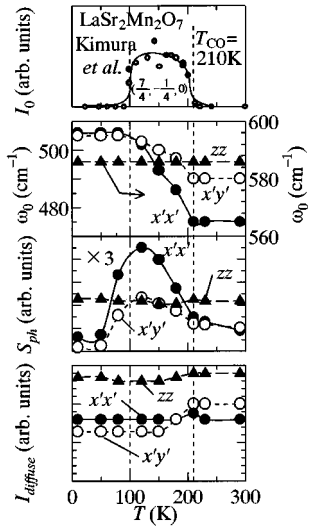 LaSr2Mn2O7
Kimura
et al.
TCO=
210K
(7/4, -1/4, 0)
I0 (arb. units)
500
480
ω0 (cm-1)
600
580
560
ω0 (cm-1)
zz
x'y'
x'x'
Sph (arb. units)
×3
x'x'
zz
x'y'
Idiffuse (arb. units)
x'x'
zz
x'y'
0 100 200 300
T (K)